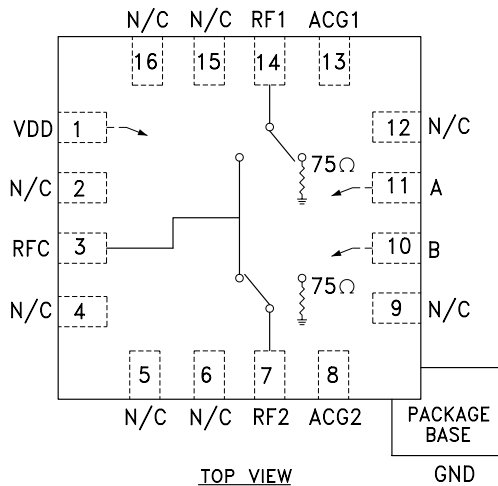 N/C N/C RF1 ACG1
16 15 14 13
VDD 1 12 N/C
75Ω
N/C 2 11 A
RFC 3 10 B
75Ω
N/C 4 9 N/C
5 6 7 8
N/C N/C RF2 ACG2
PACKAGE
BASE
GND
TOP VIEW